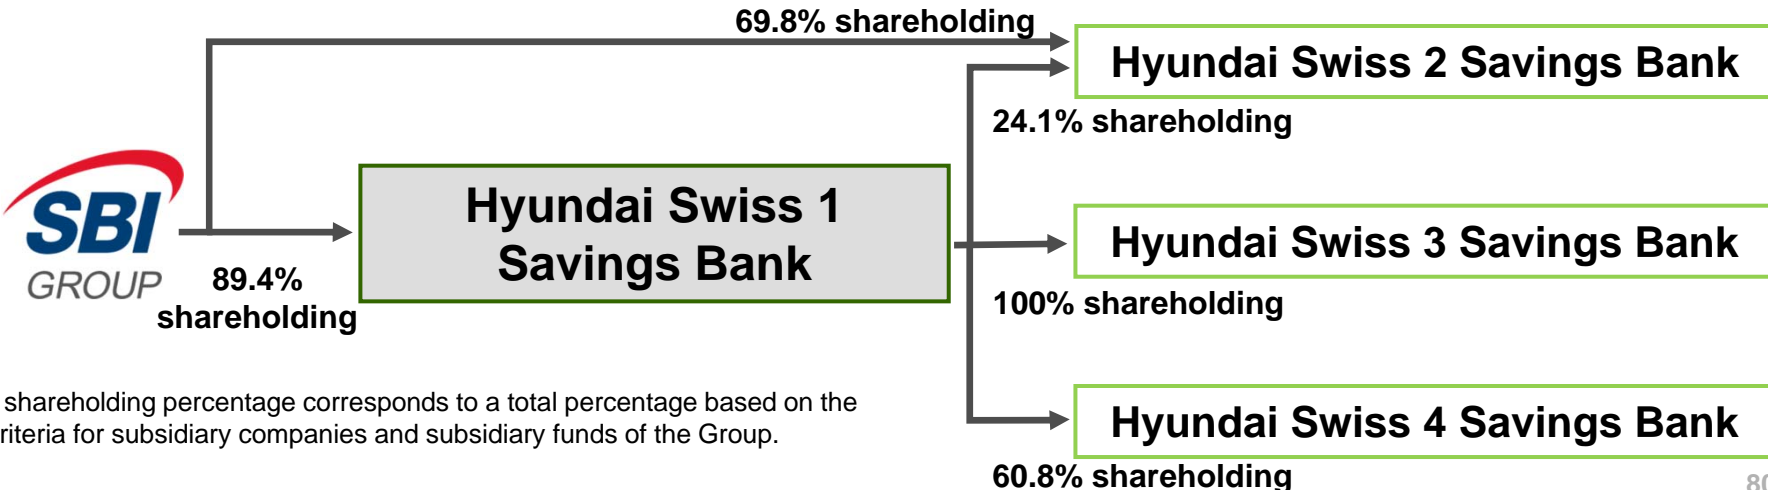 69.8% shareholding
Hyundai Swiss 2 Savings Bank
24.1% shareholding
SBI
GROUP
89.4%
shareholding
Hyundai Swiss 1
Savings Bank
Hyundai Swiss 3 Savings Bank
100% shareholding
shareholding percentage corresponds to a total percentage based on the
riteria for subsidiary companies and subsidiary funds of the Group.
Hyundai Swiss 4 Savings Bank
60.8% shareholding
80